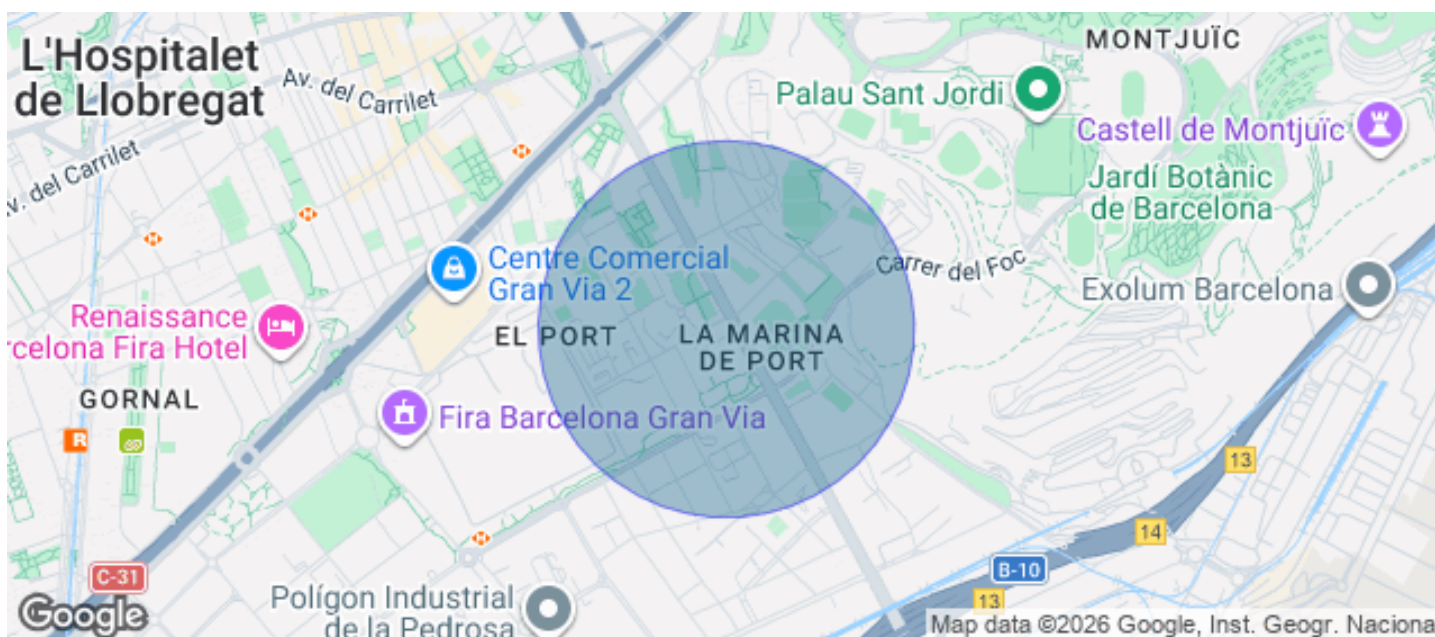 L'Hospitalet
de Llobregat
MONTJUÏC
Av. del Carrilet
Palau Sant Jordi
Castell de Montjuïc
Av. del Carrilet
Jardí Botànic
de Barcelona
Centre Comercial
Gran Via 2
Carrer del Foc
Exolum Barcelona
Renaissance
rcelona Fira Hotel
EL PORT
LA MARINA
DE PORT
GORNAL
Fira Barcelona Gran Via
R
13
14
C-31
B-10
13
Polígon Industrial
de la Pedrosa
Google
Map data ©2026 Google, Inst. Geogr. Naciona